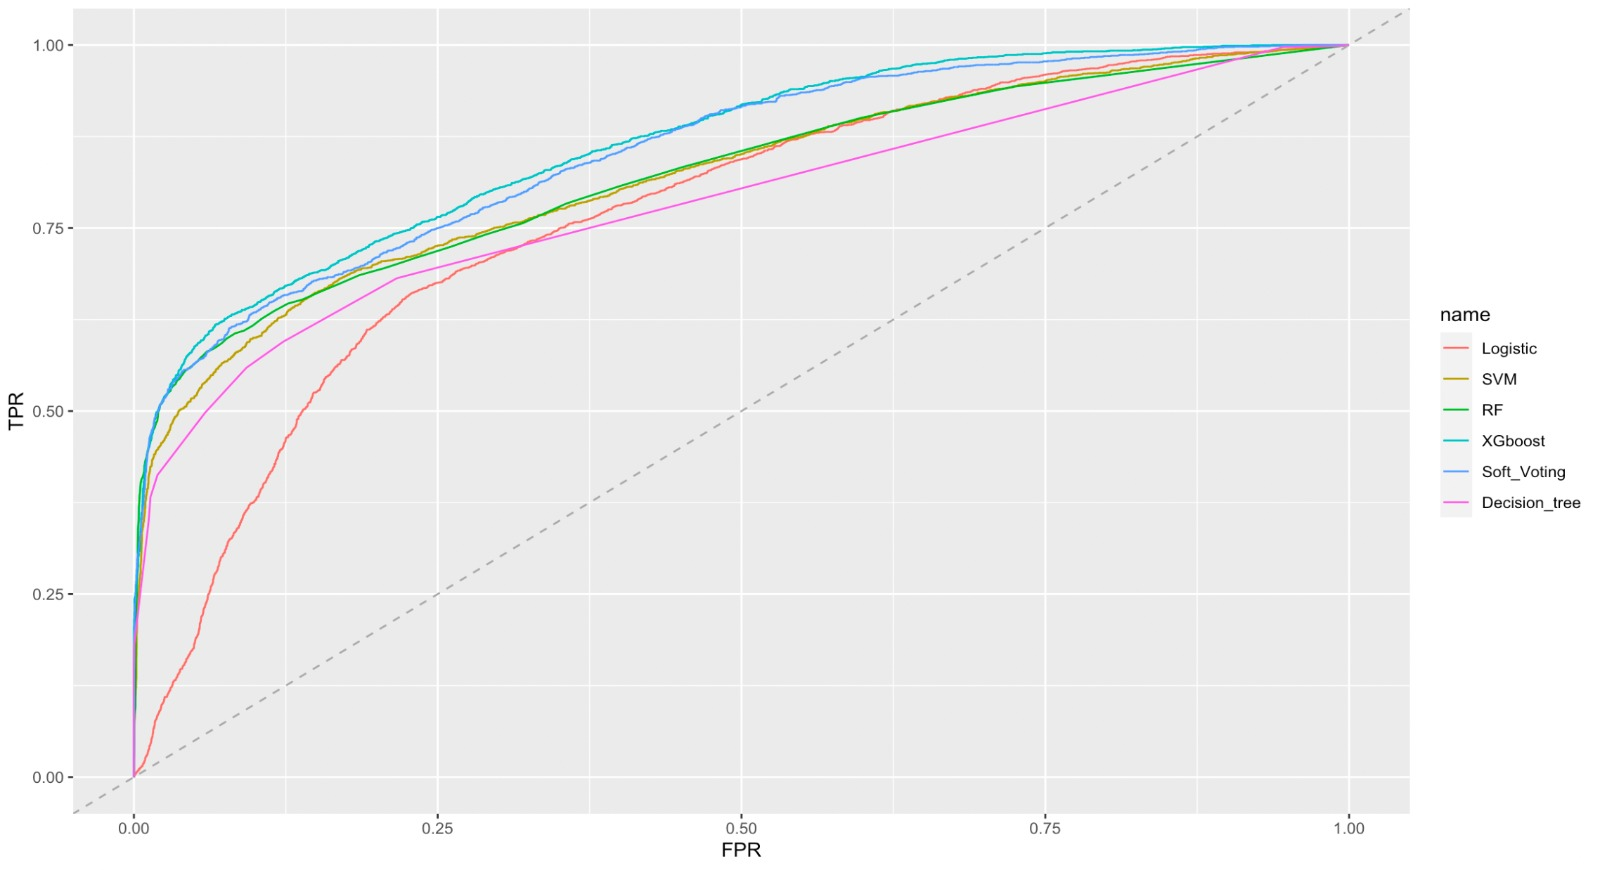 1.00
0.75
0.50
0.25
0.00
TPR
0.00 0.25 0.50 0.75 1.00
FPR
name
Logistic
SVM
RF
XGboost
Soft_Voting
Decision_tree